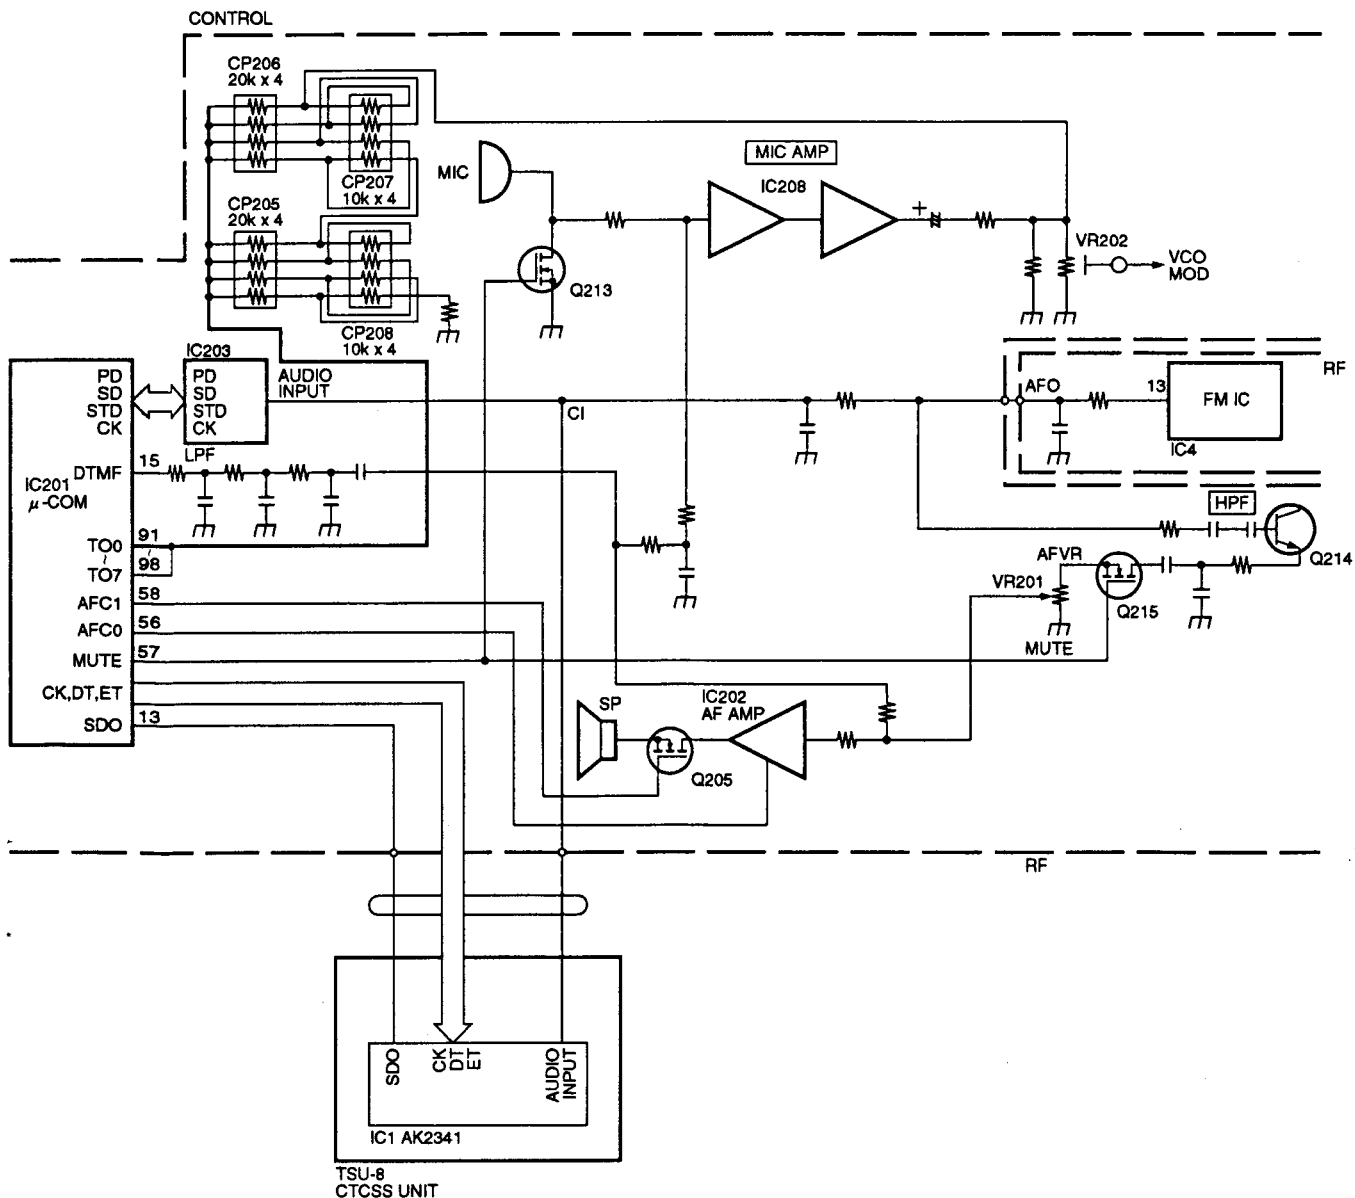 CONTROL
CP206
20k x 4
CP207
10k x 4
CP205
20k x 4
CP208
10k x 4
MIC
MIC AMP
IC208
+
VR202
VCO
MOD
Q213
IC203
PD
SD
STD
CK
PD
SD
STD
CK
AUDIO
INPUT
CI
AFO
13
FM IC
IC4
RF
LPF
DTMF
15
IC201
μ-COM
HPF
Q214
TO0
91
~
TO7
98
AFVR
VR201
Q215
AFC1
58
AFC0
56
MUTE
57
MUTE
CK,DT,ET
SDO
13
SP
IC202
AF AMP
Q205
RF
SDO
CK
DT
ET
AUDIO
INPUT
IC1 AK2341
TSU-8
CTCSS UNIT